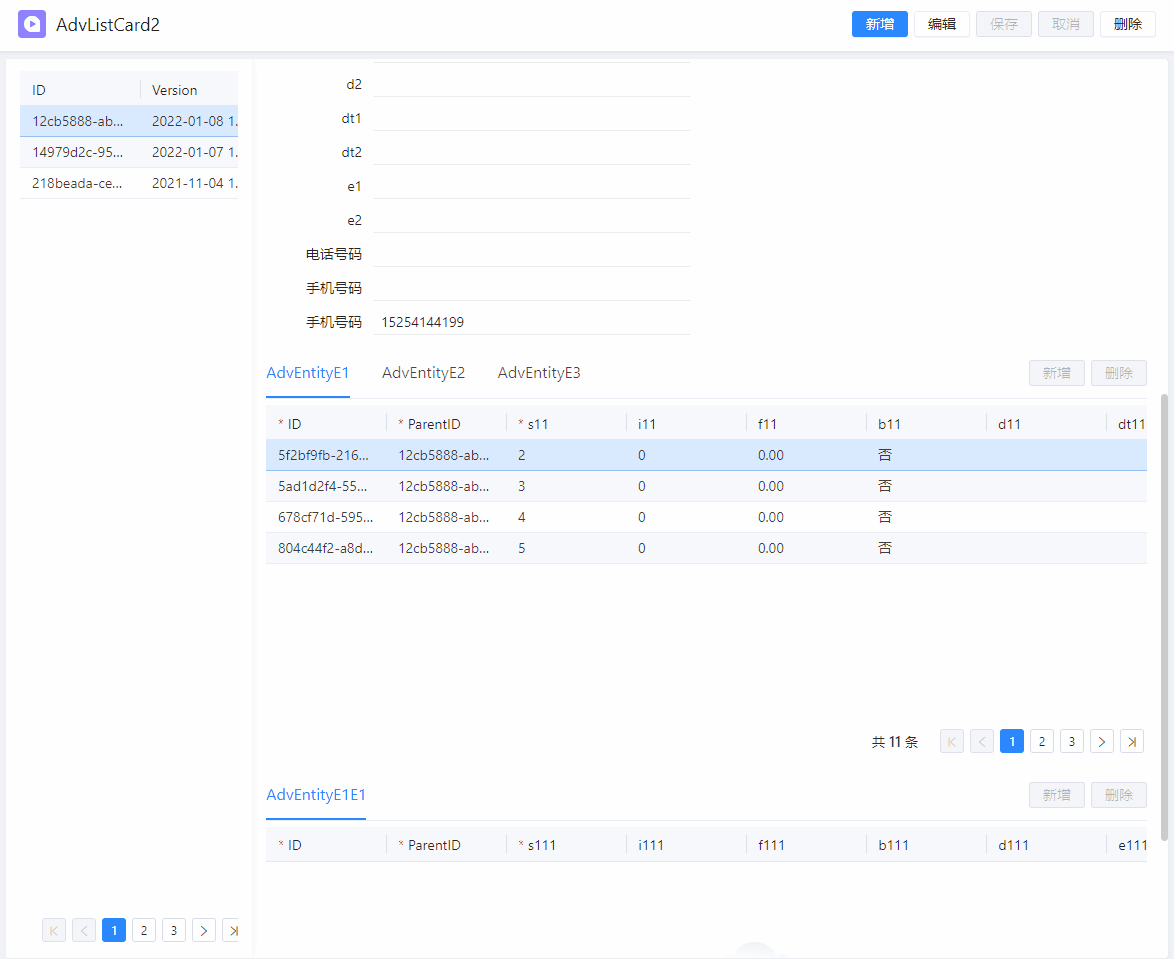 AdvListCard2
新增 编辑 保存 取消 删除
ID Version
12cb5888-ab... 2022-01-08 1.
14979d2c-95... 2022-01-07 1.
218beada-ce... 2021-11-04 1.
1 2 3
d2
dt1
dt2
e1
e2
电话号码
手机号码
手机号码 15254144199
AdvEntityE1 AdvEntityE2 AdvEntityE3 新增 删除
* ID * ParentID * s11 i11 f11 b11 d11 dt11
5f2bf9fb-216... 12cb5888-ab... 2 0 0.00 否
5ad1d2f4-55... 12cb5888-ab... 3 0 0.00 否
678cf71d-595... 12cb5888-ab... 4 0 0.00 否
804c44f2-a8d... 12cb5888-ab... 5 0 0.00 否
共 11 条 1 2 3
AdvEntityE1E1 新增 删除
* ID * ParentID * s111 i111 f111 b111 d111 e111